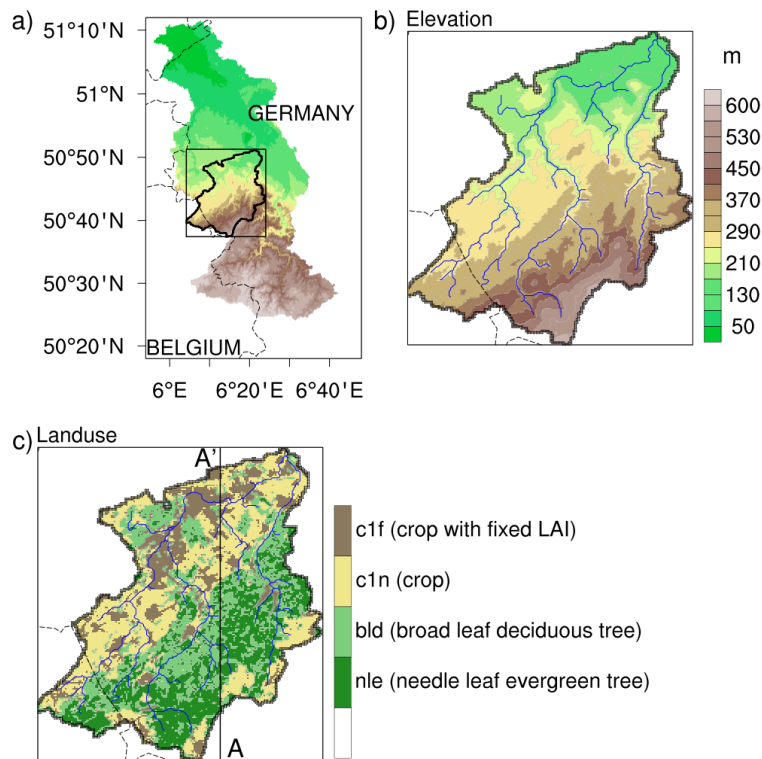 a)
51°10'N
51°N
50°50'N
50°40'N
50°30'N
50°20'N
GERMANY
BELGIUM
6°E 6°20'E 6°40'E
b) Elevation
m
600
530
450
370
290
210
130
50
c) Landuse
A'
A
c1f (crop with fixed LAI)
c1n (crop)
bld (broad leaf deciduous tree)
nle (needle leaf evergreen tree)